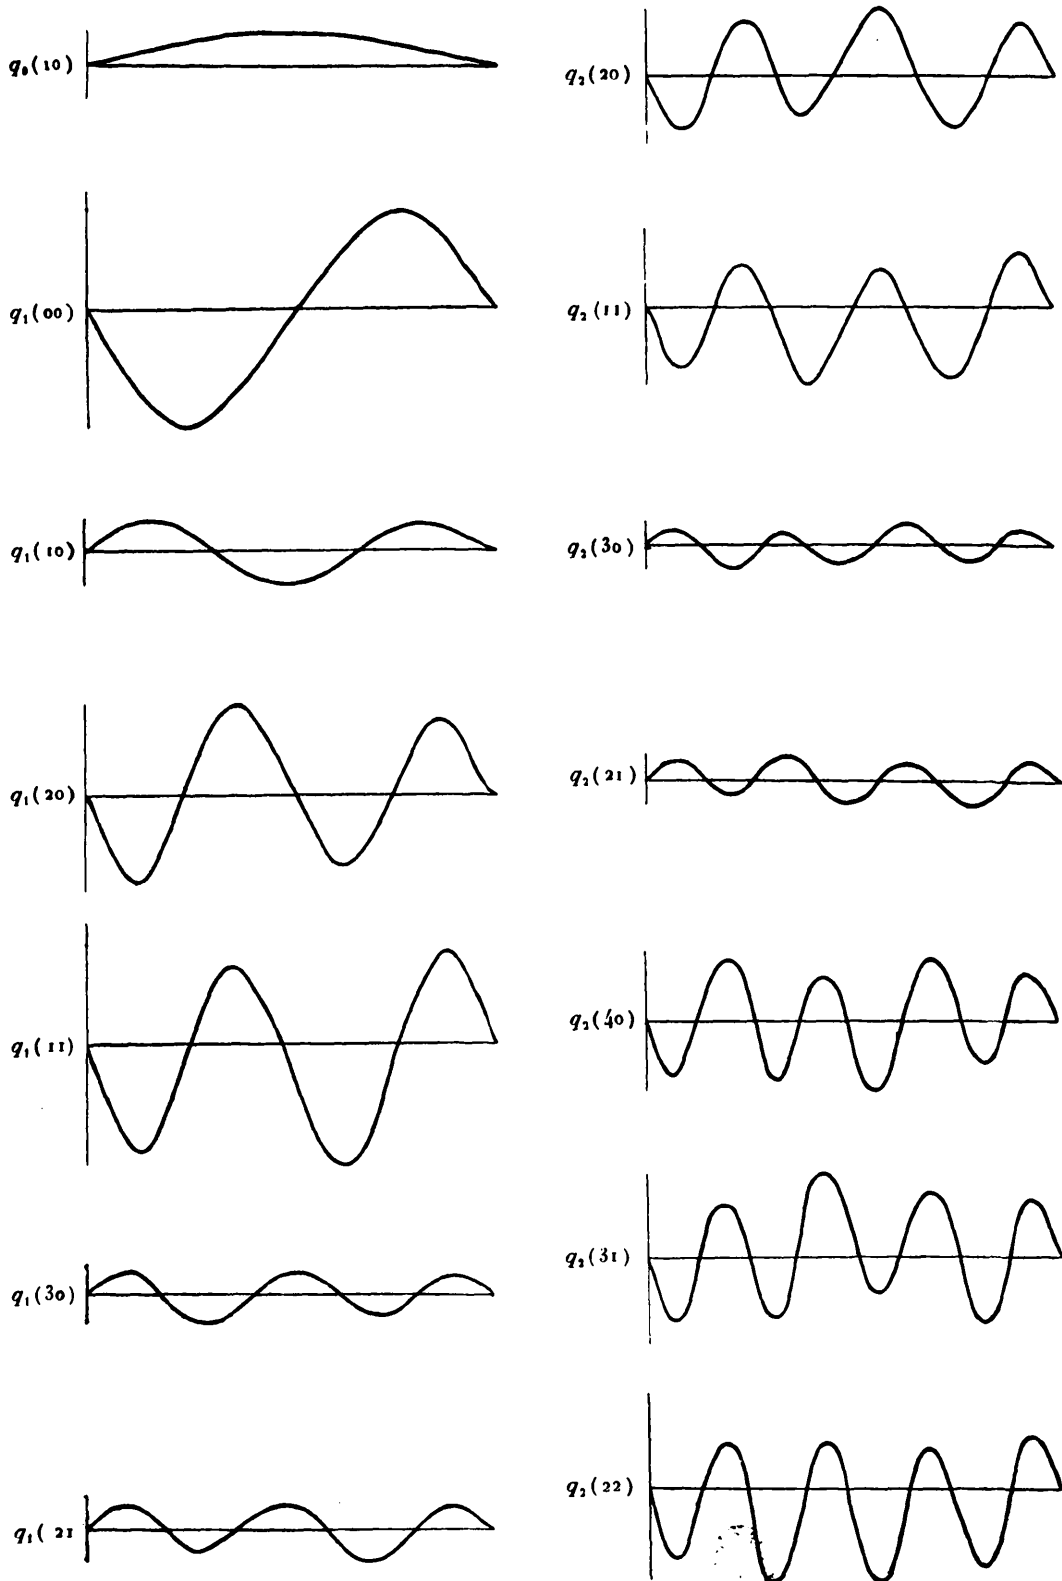 q₀(10)
q₁(00)
q₁(10)
q₁(20)
q₁(11)
q₁(30)
q₁(21
q₂(20)
q₂(11)
q₂(30)
q₂(21)
q₂(40)
q₂(31)
q₂(22)